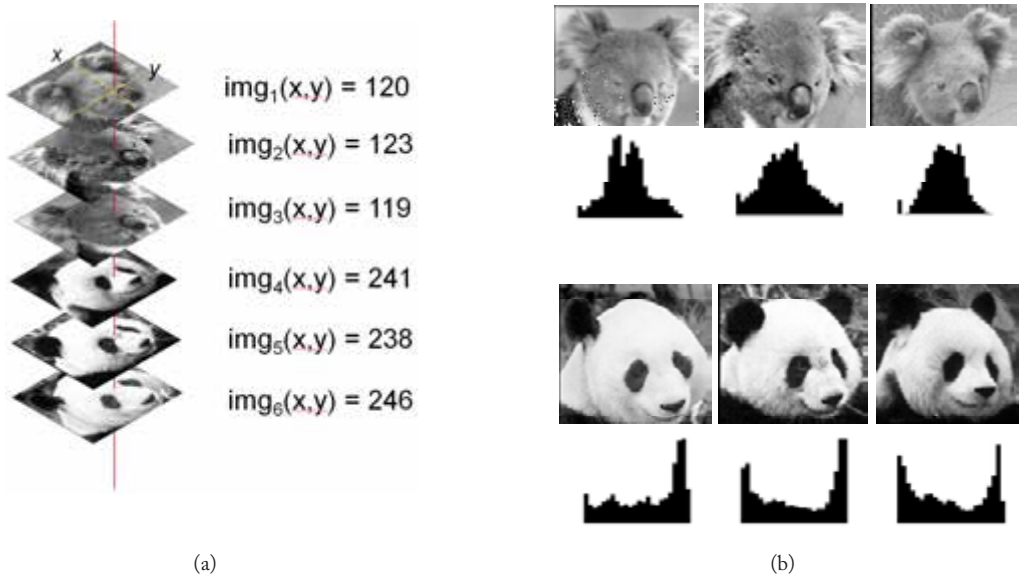 x
y
img₁(x,y) = 120
img₂(x,y) = 123
img₃(x,y) = 119
img₄(x,y) = 241
img₅(x,y) = 238
img₆(x,y) = 246
(a)
(b)